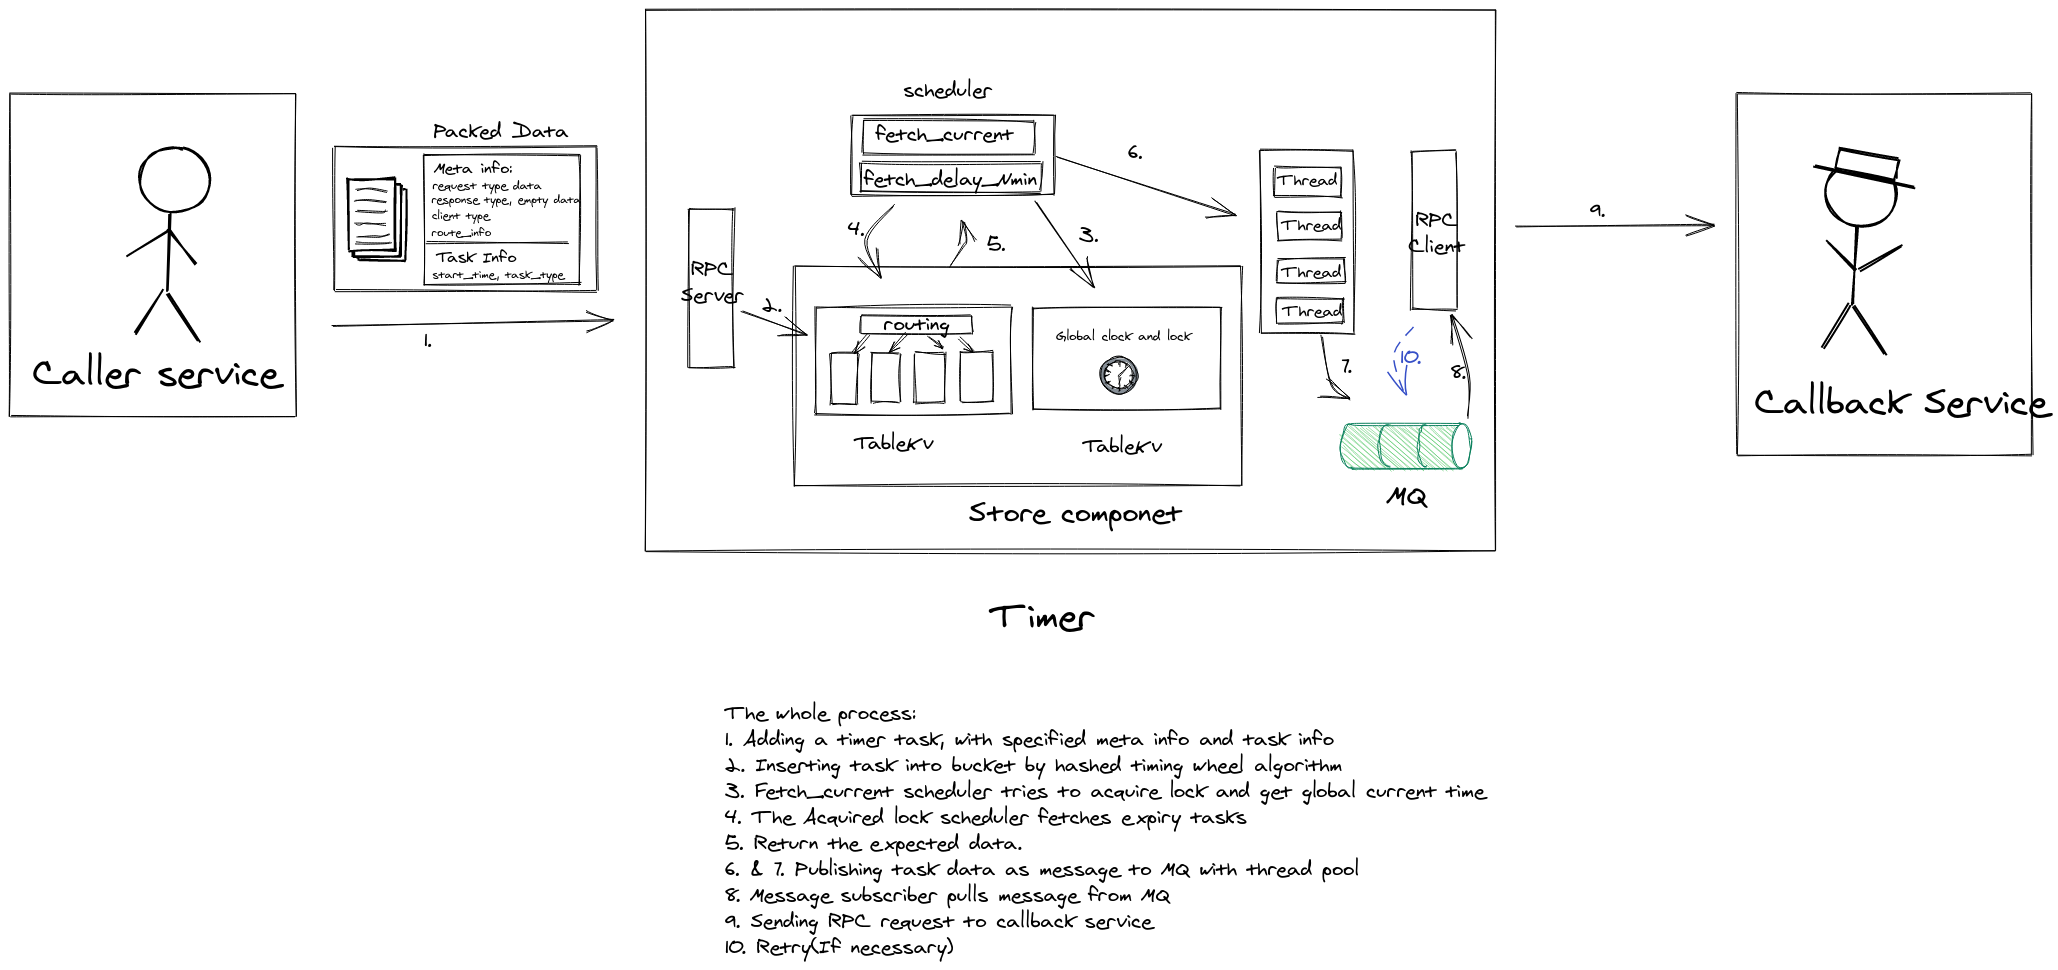 scheduler
fetch_current
fetch_delay_Nmin
6.
Packed Data
Meta info:
request type data
response type, empty data
client type
route_info
Task Info
start_time, task_type
1.
Caller service
RPC
Server
2.
4.
5.
3.
routing
TableKV
Global clock and lock
TableKV
Store componet
Thread
Thread
Thread
Thread
7.
RPC
Client
10.
8.
MQ
9.
Callback Service
Timer
The whole process:
1. Adding a timer task, with specified meta info and task info
2. Inserting task into bucket by hashed timing wheel algorithm
3. Fetch_current scheduler tries to acquire lock and get global current time
4. The Acquired lock scheduler fetches expiry tasks
5. Return the expected data.
6. & 7. Publishing task data as message to MQ with thread pool
8. Message subscriber pulls message from MQ
9. Sending RPC request to callback service
10. Retry(If necessary)